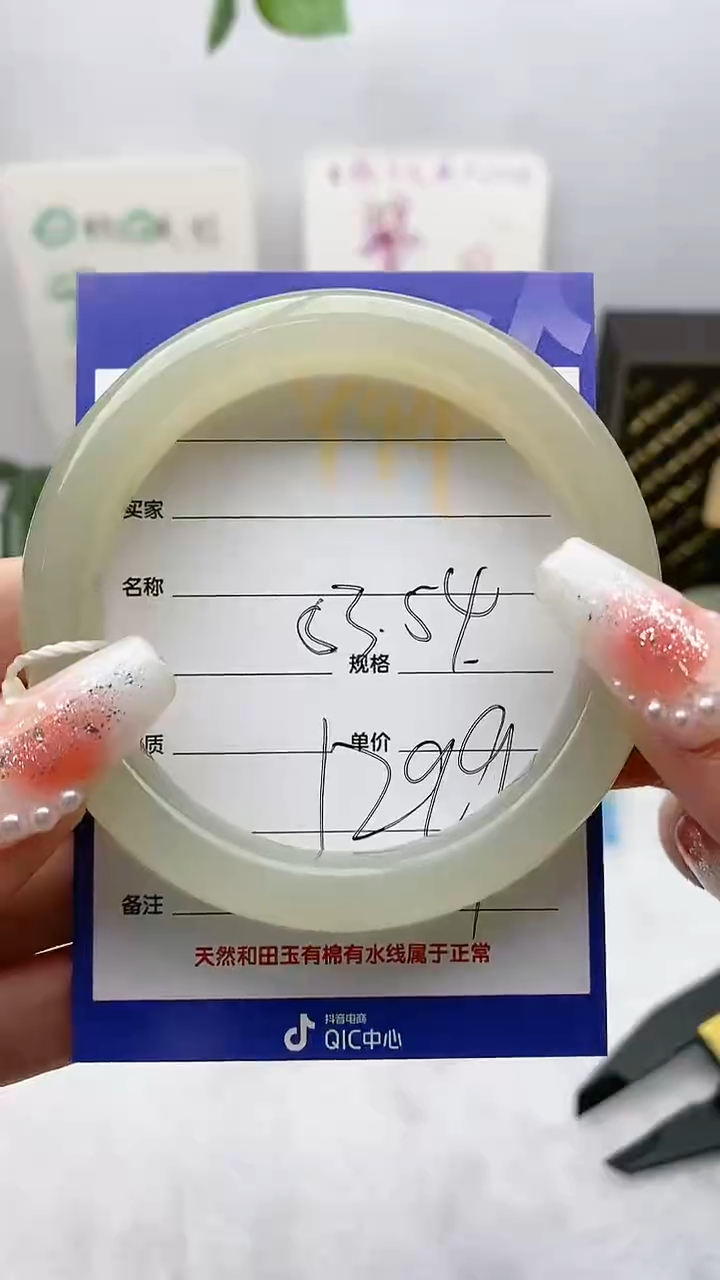 买家
名称
63.54
规格
质 单价
1299
备注
天然和田玉有棉有水线属于正常
抖音电商
QIC中心